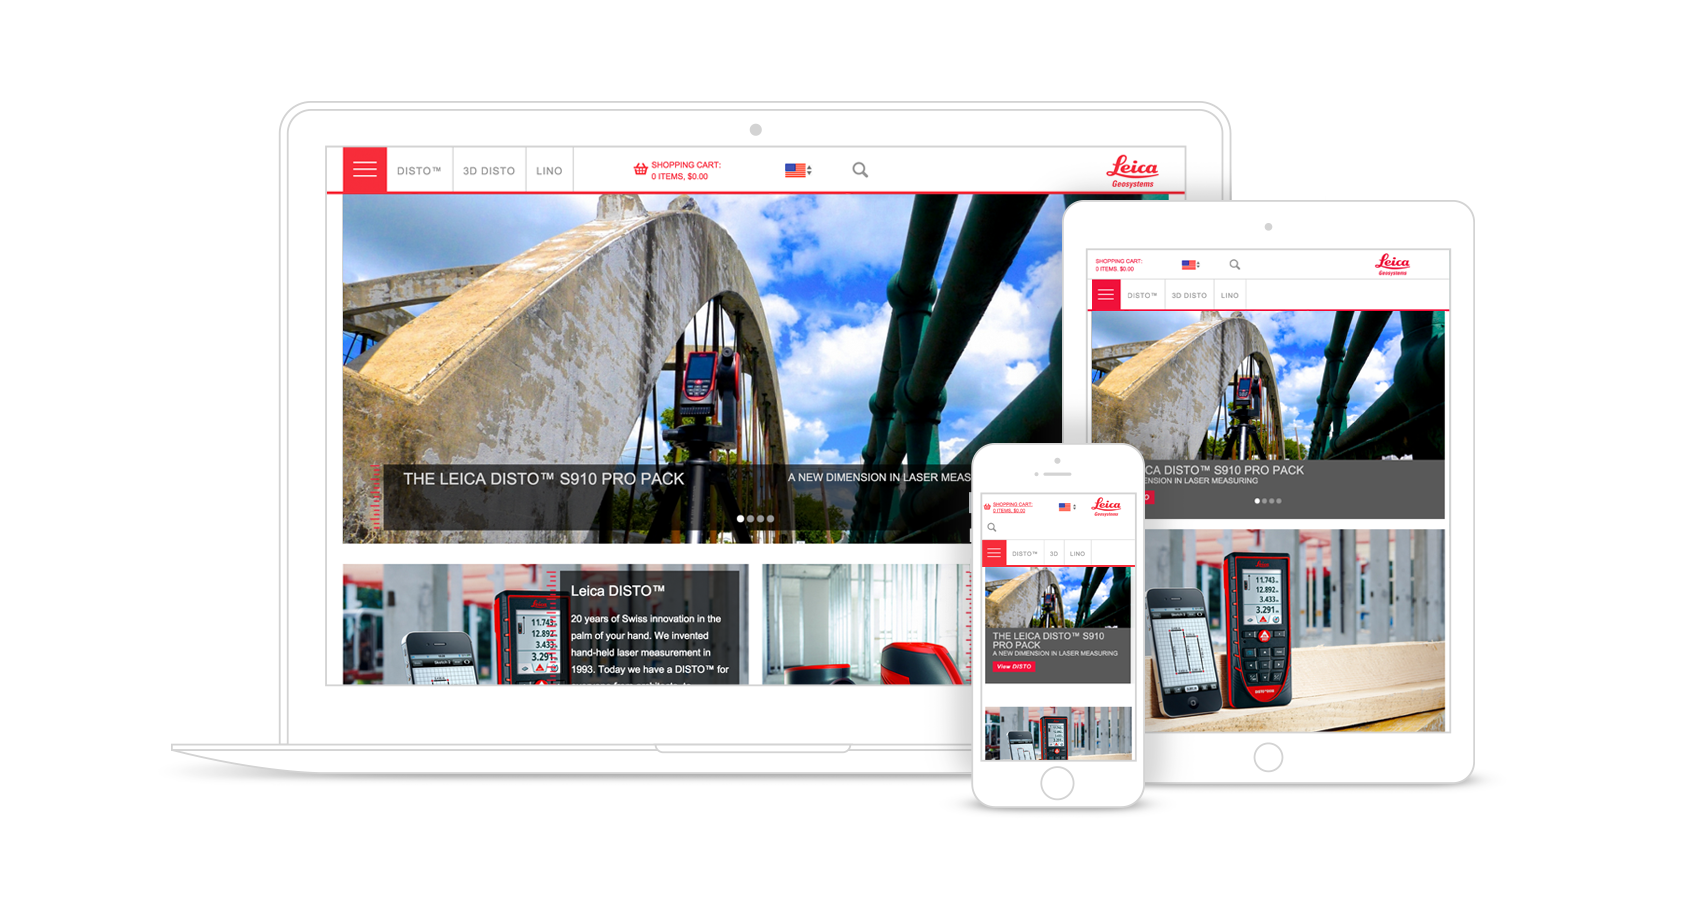 DISTO™
3D DISTO
LINO
SHOPPING CART:
0 ITEMS, $0.00
Leica
Geosystems
THE LEICA DISTO™ S910 PRO PACK
A NEW DIMENSION IN LASER MEAS
Leica
11.743
12.892
3.433
3.291
Leica DISTO™
20 years of Swiss innovation in the
palm of your hand. We invented
hand-held laser measurement in
1993. Today we have a DISTO™ for
SHOPPING CART:
0 ITEMS, $0.00
Leica
Geosystems
DISTO™
3D DISTO
LINO
CA DISTO™ S910 PRO PACK
ENSION IN LASER MEASURING
Leica
11.743
12.892
3.433
3.291
SHOPPING CART:
0 ITEMS, $0.00
Leica
Geosystems
DISTO™
3D
LINO
THE LEICA DISTO™ S910
PRO PACK
A NEW DIMENSION IN LASER MEASURING
View DISTO